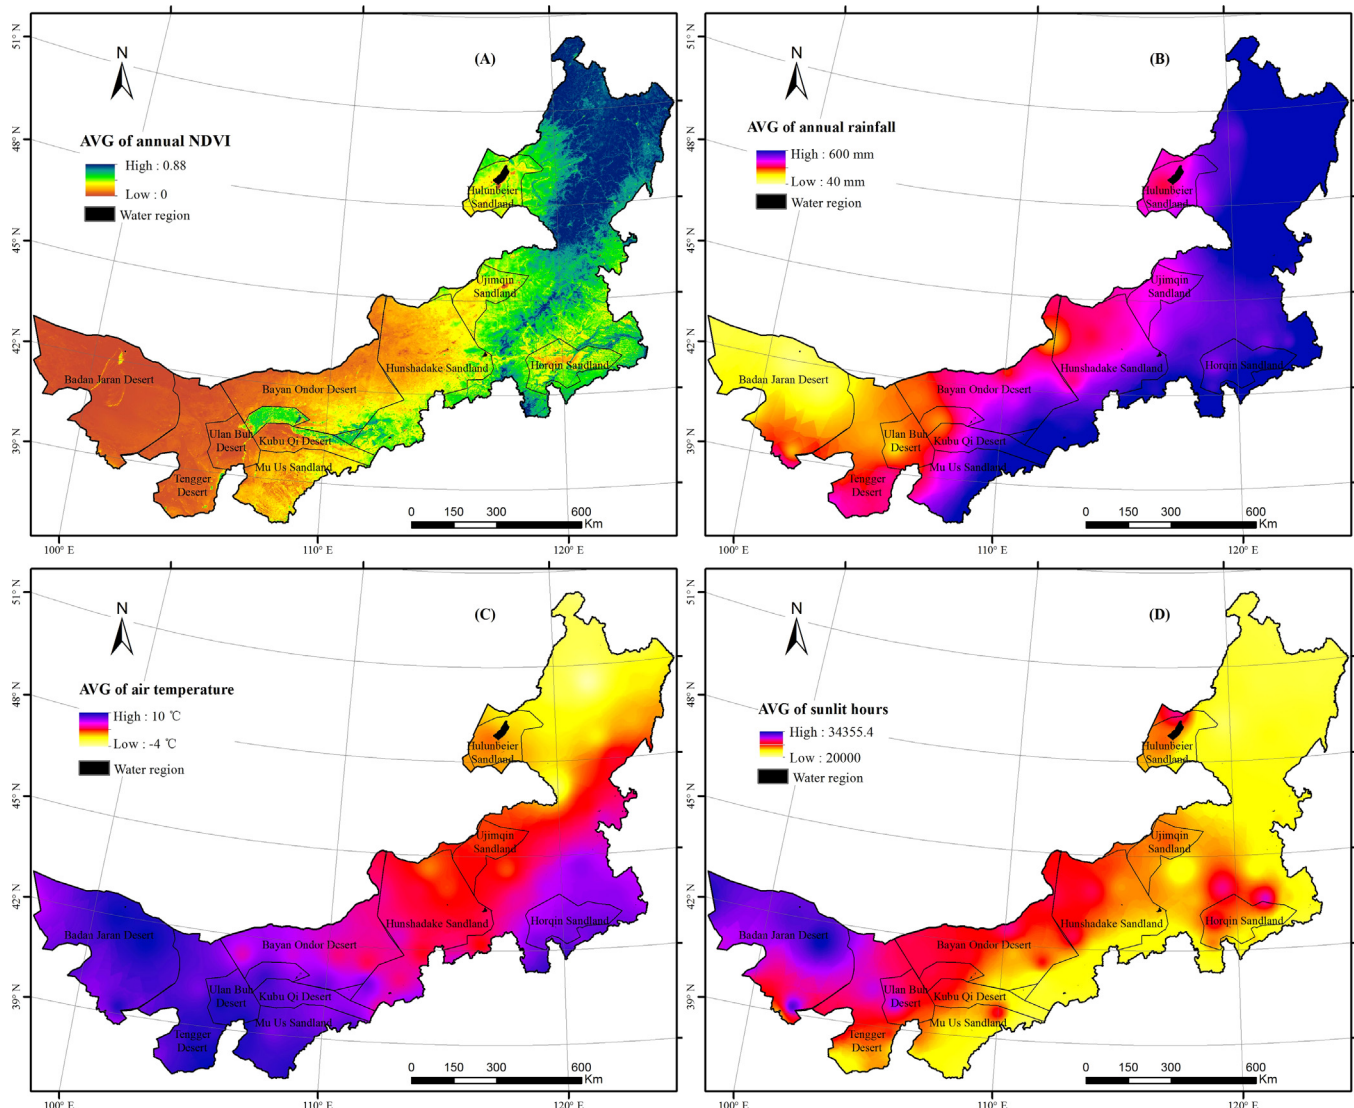 (A)
N
AVG of annual NDVI
High : 0.88
Low : 0
Water region
Hulunbeier
Sandland
Ujimqin
Sandland
Hunshadake Sandland
Horqin Sandland
Badan Jaran Desert
Bayan Ondor Desert
Ulan Buh
Desert
Kubu Qi Desert
Mu Us Sandland
Tengger
Desert
0 150 300 600
Km
51° N
48° N
45° N
42° N
39° N
100° E
110° E
120° E
(B)
N
AVG of annual rainfall
High : 600 mm
Low : 40 mm
Water region
Hulunbeier
Sandland
Ujimqin
Sandland
Hunshadake Sandland
Horqin Sandland
Badan Jaran Desert
Bayan Ondor Desert
Ulan Buh
Desert
Kubu Qi Desert
Mu Us Sandland
Tengger
Desert
0 150 300 600
Km
51° N
48° N
45° N
42° N
39° N
100° E
110° E
120° E
(C)
N
AVG of air temperature
High : 10 ℃
Low : -4 ℃
Water region
Hulunbeier
Sandland
Ujimqin
Sandland
Hunshadake Sandland
Horqin Sandland
Badan Jaran Desert
Bayan Ondor Desert
Ulan Buh
Desert
Kubu Qi Desert
Mu Us Sandland
Tengger
Desert
0 150 300 600
Km
51° N
48° N
45° N
42° N
39° N
100° E
110° E
120° E
(D)
N
AVG of sunlit hours
High : 34355.4
Low : 20000
Water region
Hulunbeier
Sandland
Ujimqin
Sandland
Hunshadake Sandland
Horqin Sandland
Badan Jaran Desert
Bayan Ondor Desert
Ulan Buh
Desert
Kubu Qi Desert
Mu Us Sandland
Tengger
Desert
0 150 300 600
Km
51° N
48° N
45° N
42° N
39° N
100° E
110° E
120° E